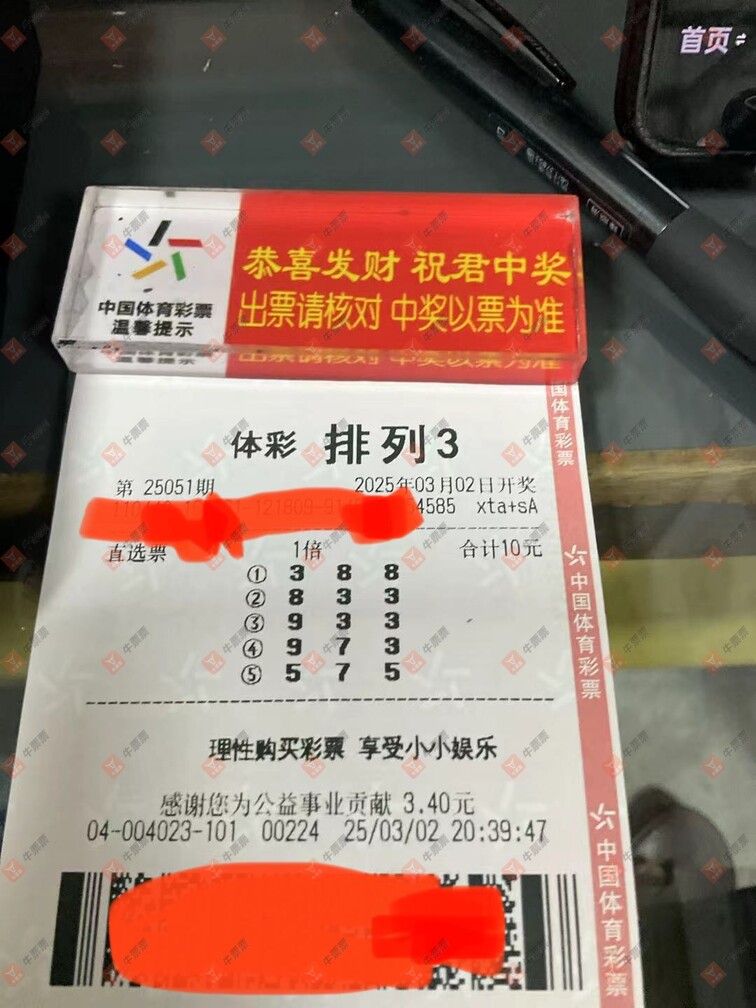 首页
恭喜发财 祝君中奖
出票请核对 中奖以票为准
中国体育彩票
温馨提示
体彩 排列3
第 25051期 2025年03月02日开奖
4585 xta+sA
直选票 1倍 合计10元
① 3 8 8
② 8 3 3
③ 9 3 3
④ 9 7 3
⑤ 5 7 5
理性购买彩票 享受小小娱乐
感谢您为公益事业贡献 3.40元
04-004023-101 00224 25/03/02 20:39:47
国体育彩票
中国体育彩票
中国体育彩票
牛票票